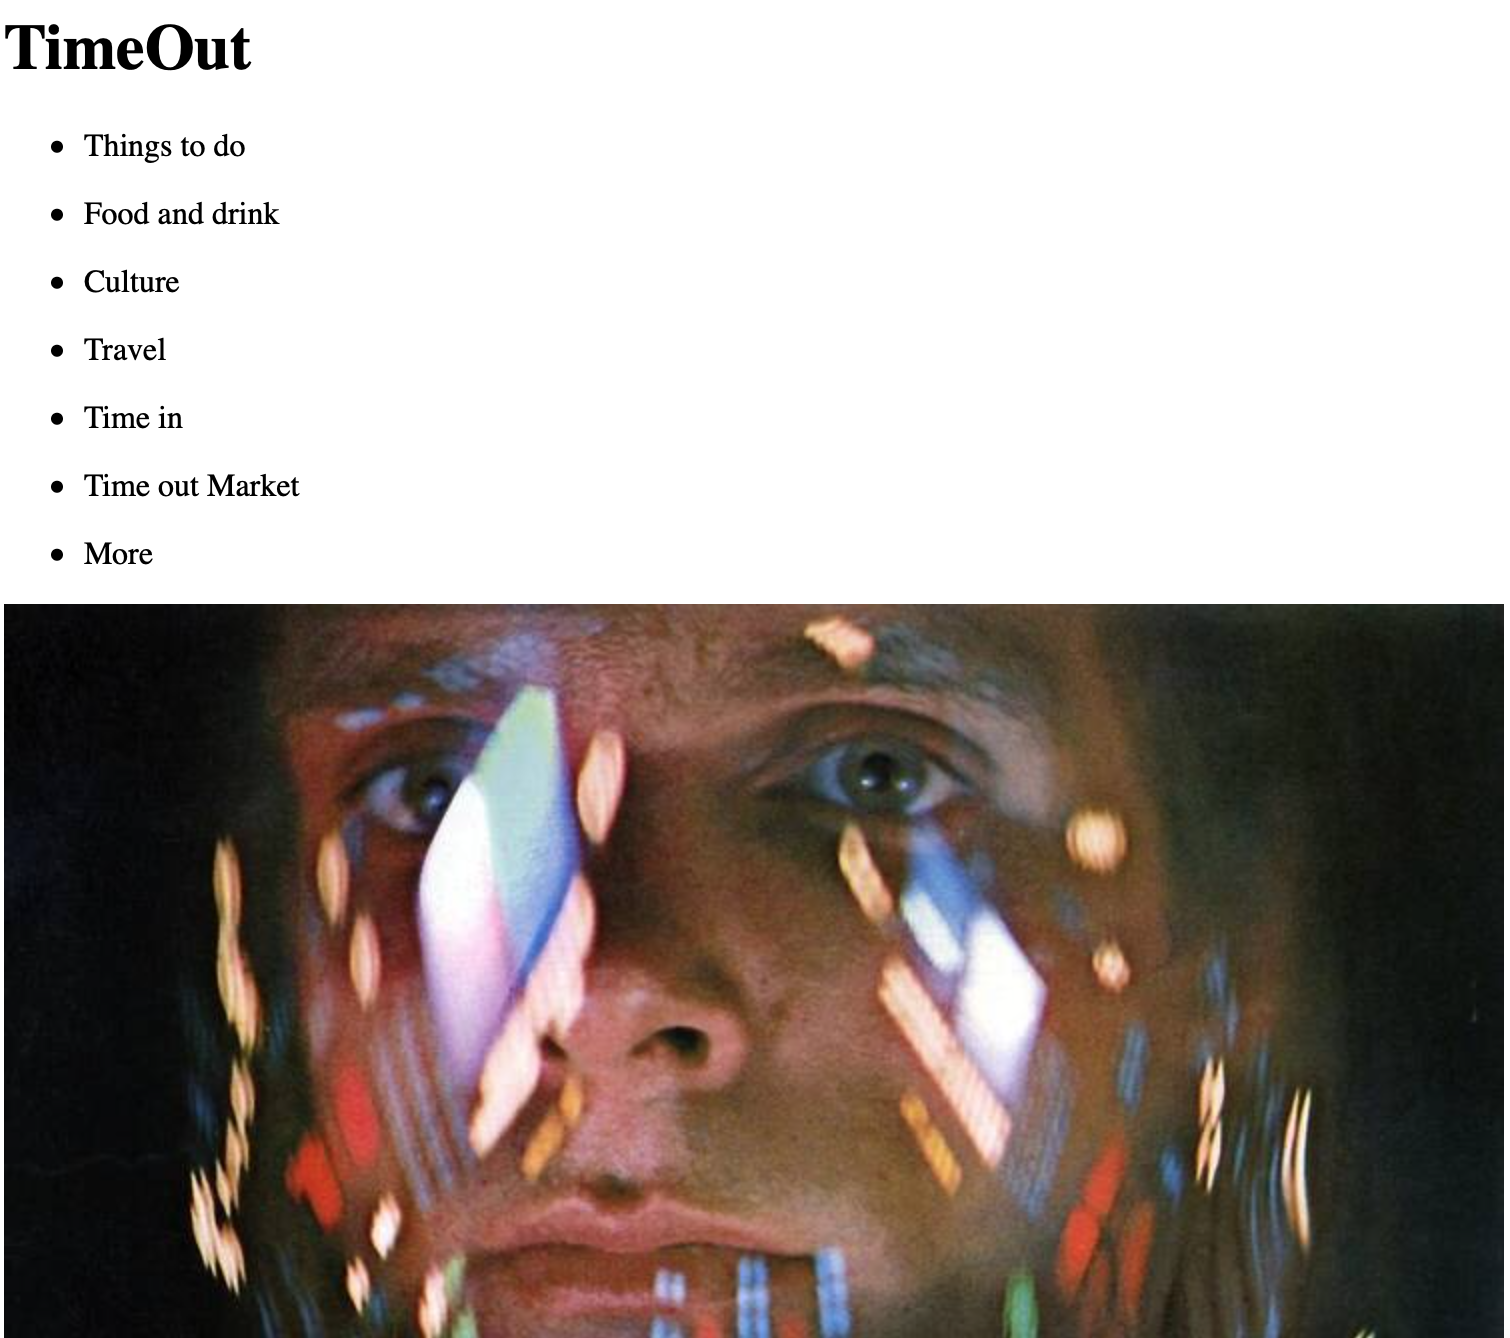 TimeOut
Things to do
Food and drink
Culture
Travel
Time in
Time out Market
More